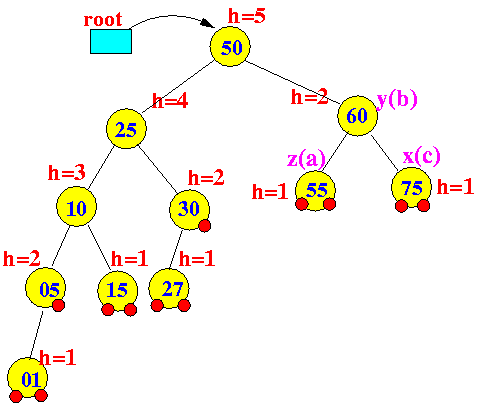 root
h=5
50
h=4
25
h=2
y(b)
60
h=3
10
h=2
30
z(a)
h=1
55
x(c)
75
h=1
h=2
05
h=1
15
h=1
27
h=1
01